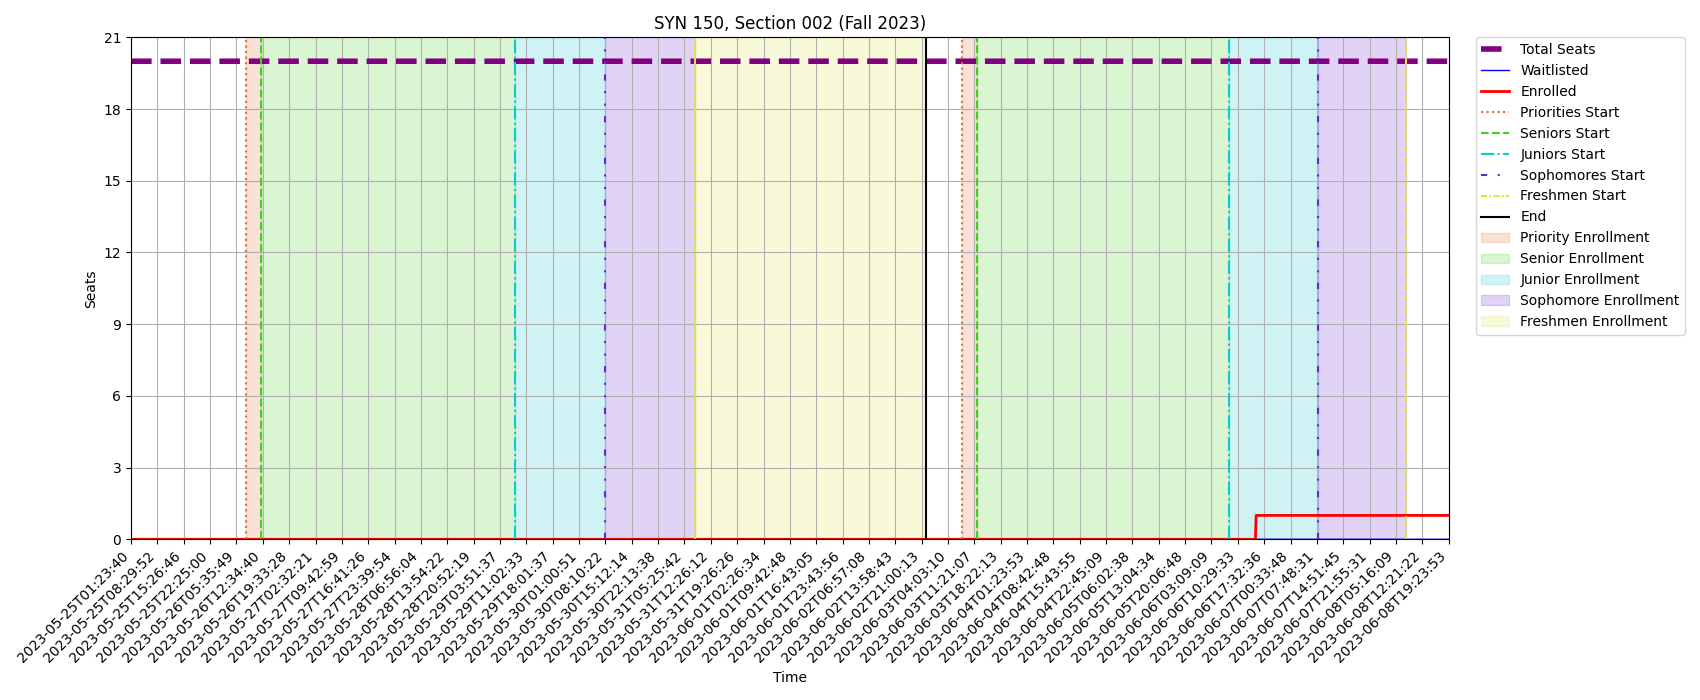 SYN 150, Section 002 (Fall 2023)
21
18
15
12
9
6
3
0
Seats
2023-05-25T01:23:40
2023-05-25T08:29:52
2023-05-25T15:26:46
2023-05-25T22:25:00
2023-05-26T05:35:49
2023-05-26T12:34:40
2023-05-26T19:33:28
2023-05-27T02:32:21
2023-05-27T09:42:59
2023-05-27T16:41:26
2023-05-27T23:39:54
2023-05-28T06:56:04
2023-05-28T13:54:22
2023-05-28T20:52:19
2023-05-29T03:51:37
2023-05-29T11:02:33
2023-05-29T18:01:37
2023-05-30T01:00:51
2023-05-30T08:10:22
2023-05-30T15:12:14
2023-05-30T22:13:38
2023-05-31T05:25:42
2023-05-31T12:26:12
2023-05-31T19:26:26
2023-06-01T02:26:34
2023-06-01T09:42:48
2023-06-01T16:43:05
2023-06-01T23:43:56
2023-06-02T06:57:08
2023-06-02T13:58:43
2023-06-02T21:00:13
2023-06-03T04:03:10
2023-06-03T11:21:07
2023-06-03T18:22:13
2023-06-04T01:23:53
2023-06-04T08:42:48
2023-06-04T15:43:55
2023-06-04T22:45:09
2023-06-05T06:02:38
2023-06-05T13:04:34
2023-06-05T20:06:48
2023-06-06T03:09:09
2023-06-06T10:29:33
2023-06-06T17:32:36
2023-06-07T00:33:48
2023-06-07T07:48:31
2023-06-07T14:51:45
2023-06-07T21:55:31
2023-06-08T05:16:09
2023-06-08T12:21:22
2023-06-08T19:23:53
Time
Total Seats
Waitlisted
Enrolled
Priorities Start
Seniors Start
Juniors Start
Sophomores Start
Freshmen Start
End
Priority Enrollment
Senior Enrollment
Junior Enrollment
Sophomore Enrollment
Freshmen Enrollment